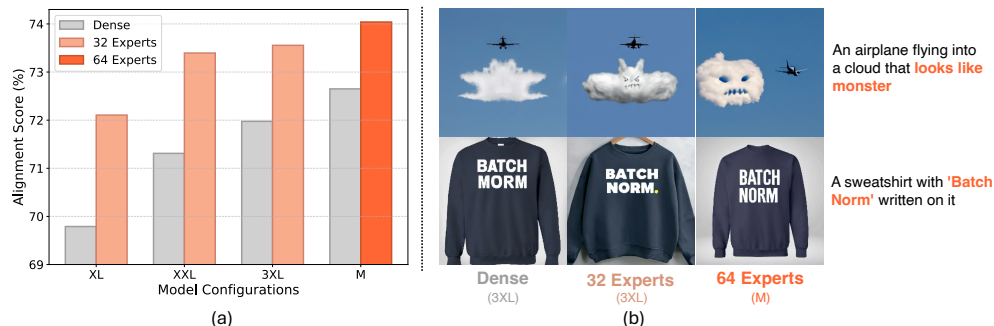 74
73
72
71
70
69
Alignment Score (%)
Dense
32 Experts
64 Experts
XL
XXL
3XL
M
Model Configurations
(a)
BATCH
MORM
BATCH
NORM.
BATCH
NORM
An airplane flying into
a cloud that looks like
monster
A sweatshirt with 'Batch
Norm' written on it
Dense
(3XL)
32 Experts
(3XL)
64 Experts
(M)
(b)